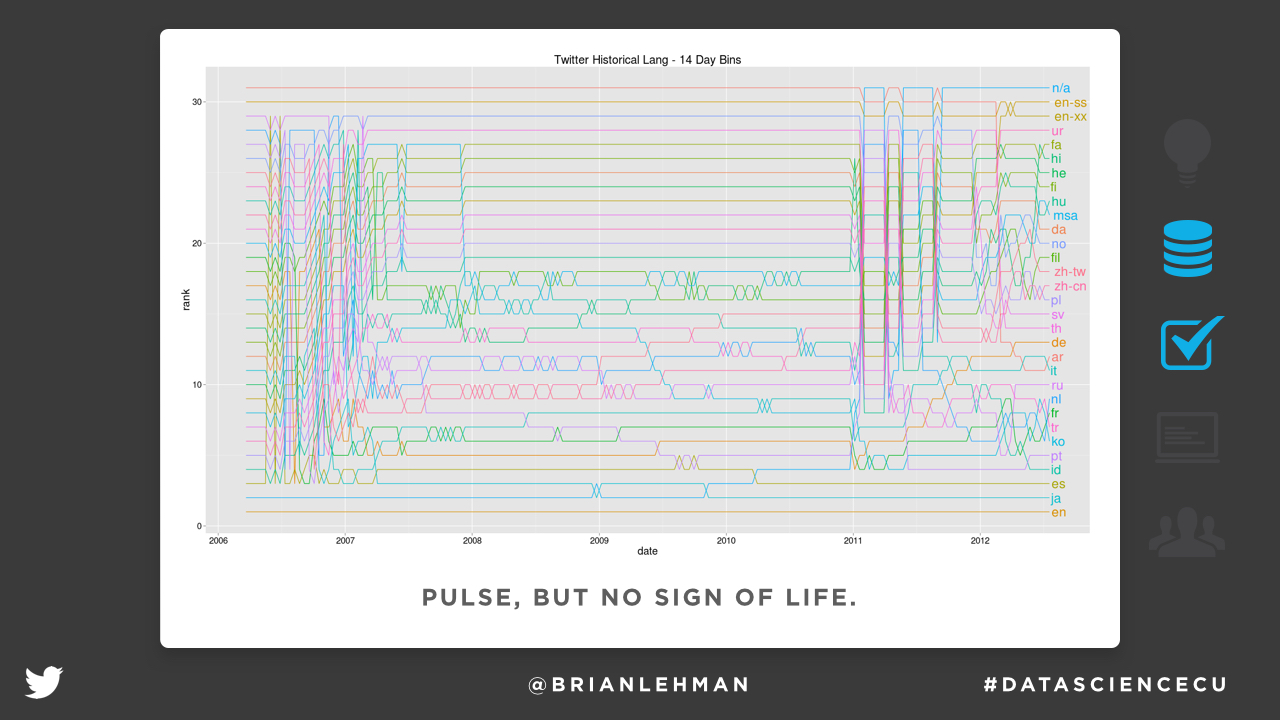 Twitter Historical Lang - 14 Day Bins
rank
30
20
10
0
2006
2007
2008
2009
2010
2011
2012
date
n/a
en-ss
en-xx
ur
fa
hi
he
fi
hu
msa
da
no
fil
zh-tw
zh-cn
pl
sv
th
de
ar
it
ru
nl
fr
tr
ko
pt
id
es
ja
en
PULSE, BUT NO SIGN OF LIFE.
@BRIANLEHMAN
#DATASCIENCECU